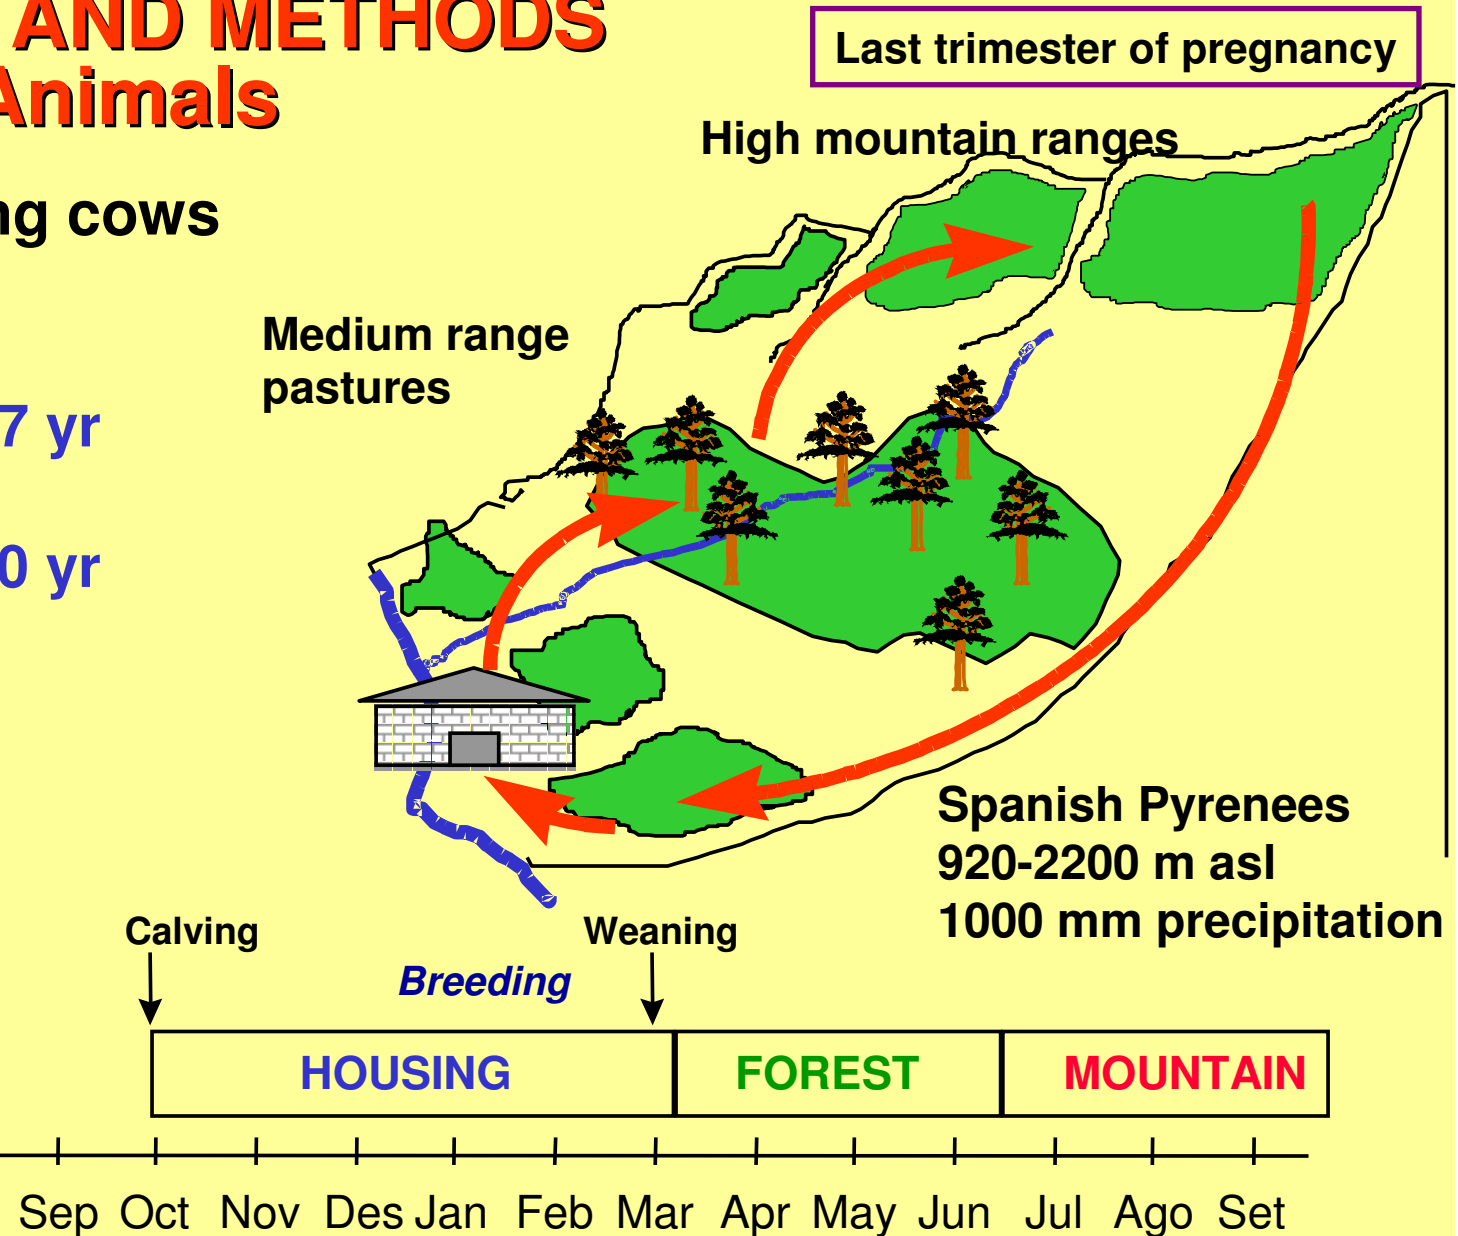 AND METHODS
Animals
Last trimester of pregnancy
High mountain ranges
cows
Medium range
pastures
7 yr
0 yr
Spanish Pyrenees
920-2200 m asl
1000 mm precipitation
Calving
Weaning
Breeding
HOUSING FOREST MOUNTAIN
Sep Oct Nov Des Jan Feb Mar Apr May Jun Jul Ago Set